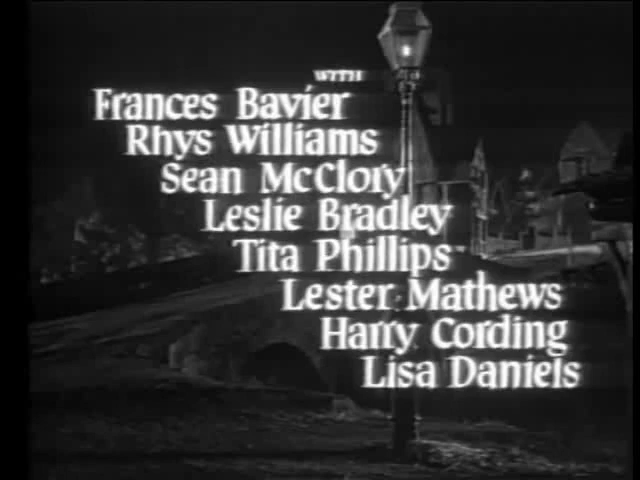 WITH
Frances Bavier
Rhys Williams
Sean McClory
Leslie Bradley
Tita Phillips
Lester Mathews
Harry Cording
Lisa Daniels